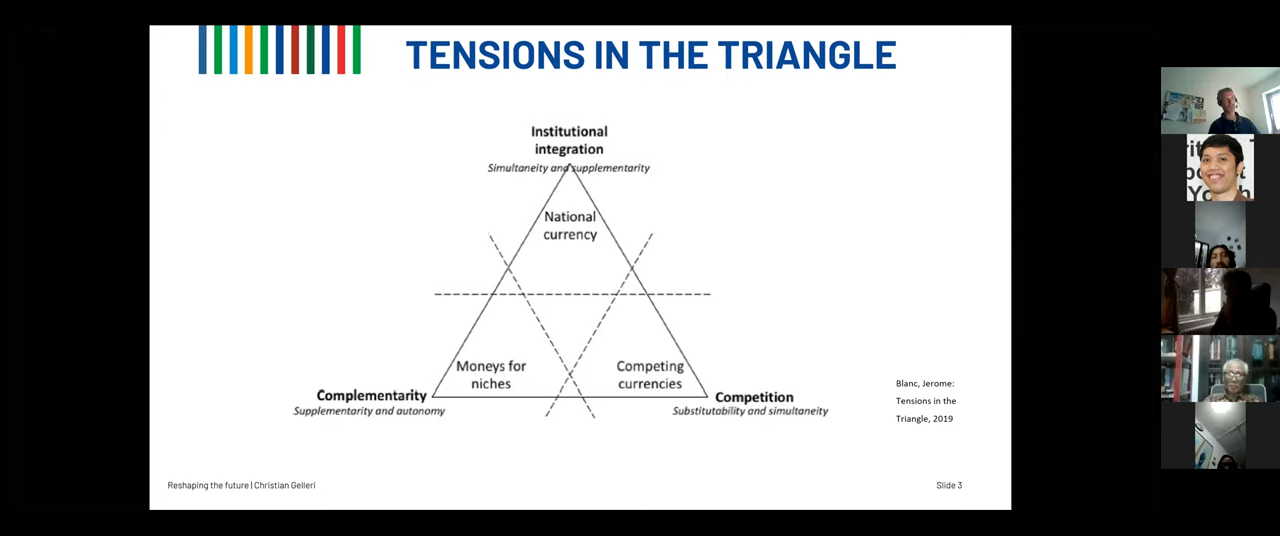 TENSIONS IN THE TRIANGLE
Institutional
integration
Simultaneity and supplementarity
National
currency
Moneys for
niches
Competing
currencies
Complementarity
Supplementarity and autonomy
Competition
Substitutability and simultaneity
Blanc, Jerome:
Tensions in the
Triangle, 2019
Reshaping the future | Christian Gelleri
Slide 3